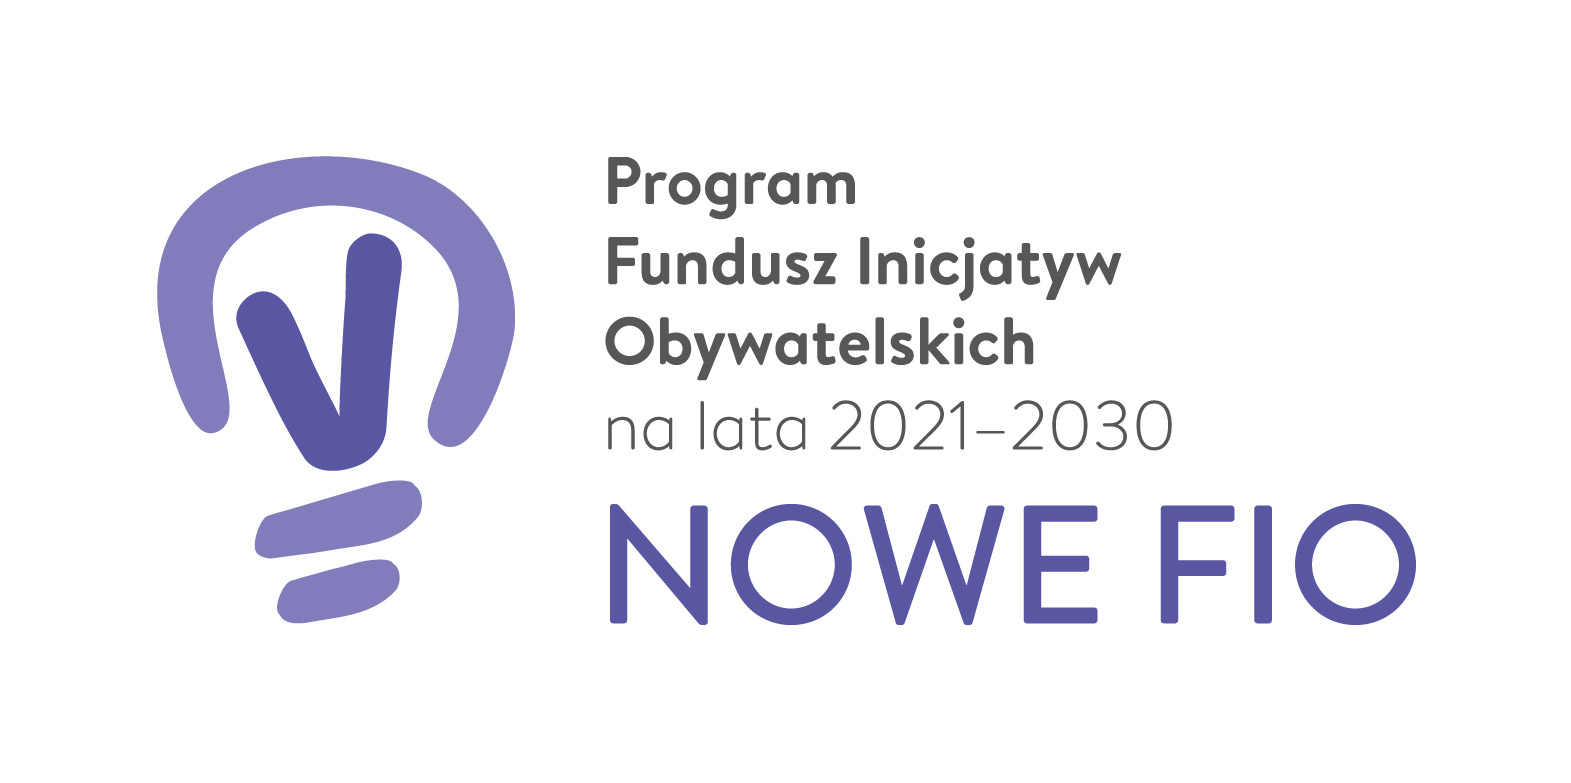 Program
Fundusz Inicjatyw
Obywatelskich
na lata 2021–2030
NOWE FIO